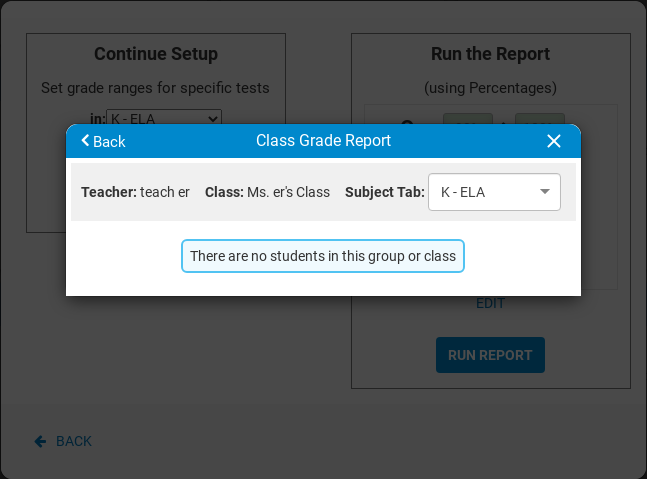 Continue Setup
Set grade ranges for specific tests
in: K - ELA
Run the Report
(using Percentages)
Back
Class Grade Report
Teacher: teach er Class: Ms. er's Class Subject Tab: K - ELA
There are no students in this group or class
EDIT
RUN REPORT
BACK